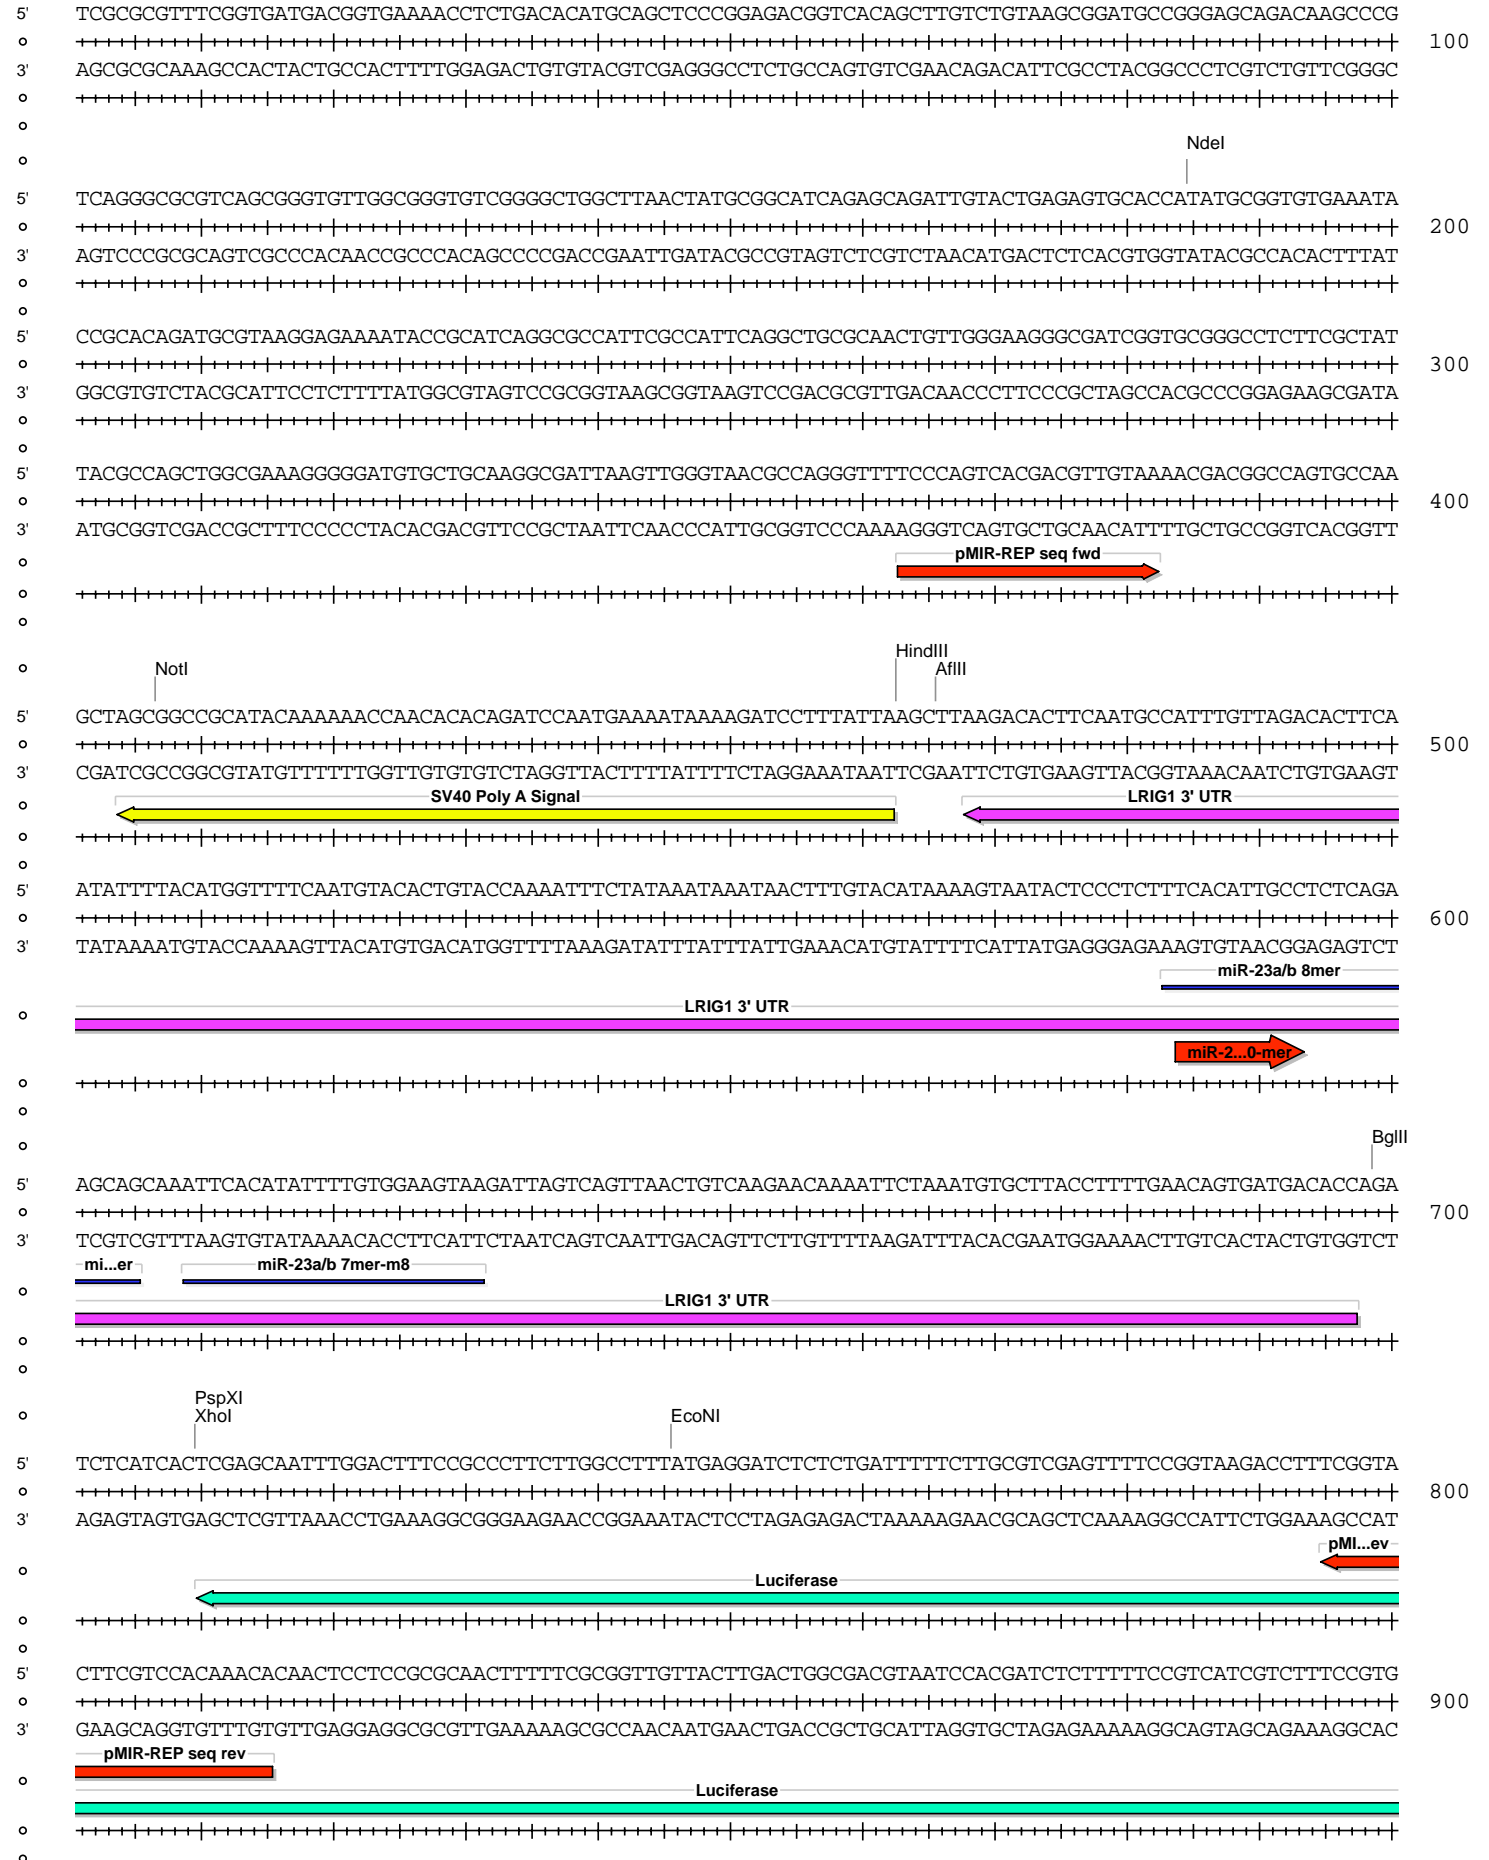 5' TCGCGCGTTTCGGTGATGACGGTGAAAACCTCTGACACATGCAGCTCCCGGAGACGGTCACAGCTTGTCTGTAAGCGGATGCCGGGAGCAGACAAGCCCG
100
3' AGCGCGCAAAGCCACTACTGCCACTTTTGGAGACTGTGTACGTCGAGGGCCTCTGCCAGTGTCGAACAGACATTCGCCTACGGCCCTCGTCTGTTCGGGC
NdeI
5' TCAGGGCGCGTCAGCGGGTGTTGGCGGGTGTCGGGGCTGGCTTAACTATGCGGCATCAGAGCAGATTGTACTGAGAGTGCACCATATGCGGTGTGAAATA
200
3' AGTCCCGCGCAGTCGCCCACAACCGCCCACAGCCCCGACCGAATTGATACGCCGTAGTCTCGTCTAACATGACTCTCACGTGGTATACGCCACACTTTAT
5' CCGCACAGATGCGTAAGGAGAAAATACCGCATCAGGCGCCATTCGCCATTCAGGCTGCGCAACTGTTGGGAAGGGCGATCGGTGCGGGCCTCTTCGCTAT
300
3' GGCGTGTCTACGCATTCCTCTTTTATGGCGTAGTCCGCGGTAAGCGGTAAGTCCGACGCGTTGACAACCCTTCCCGCTAGCCACGCCCGGAGAAGCGATA
5' TACGCCAGCTGGCGAAAGGGGGATGTGCTGCAAGGCGATTAAGTTGGGTAACGCCAGGGTTTTCCCAGTCACGACGTTGTAAAACGACGGCCAGTGCCAA
400
3' ATGCGGTCGACCGCTTTCCCCCTACACGACGTTCCGCTAATTCAACCCATTGCGGTCCCAAAAGGGTCAGTGCTGCAACATTTTGCTGCCGGTCACGGTT
pMIR-REP seq fwd
HindIII
NotI AflII
5' GCTAGCGGCCGCATACAAAAAACCAACACACAGATCCAATGAAAATAAAAGATCCTTTATTAAGCTTAAGACACTTCAATGCCATTTGTTAGACACTTCA
500
3' CGATCGCCGGCGTATGTTTTTTGGTTGTGTGTCTAGGTTACTTTTATTTTCTAGGAAATAATTCGAATTCTGTGAAGTTACGGTAAACAATCTGTGAAGT
SV40 Poly A Signal LRIG1 3' UTR
5' ATATTTTACATGGTTTTCAATGTACACTGTACCAAAATTTCTATAAATAAATAACTTTGTACATAAAAGTAATACTCCCTCTTTCACATTGCCTCTCAGA
600
3' TATAAAATGTACCAAAAGTTACATGTGACATGGTTTTAAAGATATTTATTTATTGAAACATGTATTTTCATTATGAGGGAGAAAGTGTAACGGAGAGTCT
miR-23a/b 8mer
LRIG1 3' UTR
miR-2...0-mer
BglII
5' AGCAGCAAATTCACATATTTTGTGGAAGTAAGATTAGTCAGTTAACTGTCAAGAACAAAATTCTAAATGTGCTTACCTTTTGAACAGTGATGACACCAGA
700
3' TCGTCGTTTAAGTGTATAAAACACCTTCATTCTAATCAGTCAATTGACAGTTCTTGTTTTAAGATTTACACGAATGGAAAACTTGTCACTACTGTGGTCT
mi...er miR-23a/b 7mer-m8
LRIG1 3' UTR
PspXI
XhoI EcoNI
5' TCTCATCACTCGAGCAATTTGGACTTTCCGCCCTTCTTGGCCTTTATGAGGATCTCTCTGATTTTTCTTGCGTCGAGTTTTCCGGTAAGACCTTTCGGTA
800
3' AGAGTAGTGAGCTCGTTAAACCTGAAAGGCGGGAAGAACCGGAAATACTCCTAGAGAGACTAAAAAGAACGCAGCTCAAAAGGCCATTCTGGAAAGCCAT
pMI...ev
Luciferase
5' CTTCGTCCACAAACACAACTCCTCCGCGCAACTTTTTCGCGGTTGTTACTTGACTGGCGACGTAATCCACGATCTCTTTTTCCGTCATCGTCTTTCCGTG
900
3' GAAGCAGGTGTTTGTGTTGAGGAGGCGCGTTGAAAAAGCGCCAACAATGAACTGACCGCTGCATTAGGTGCTAGAGAAAAAGGCAGTAGCAGAAAGGCAC
pMIR-REP seq rev
Luciferase